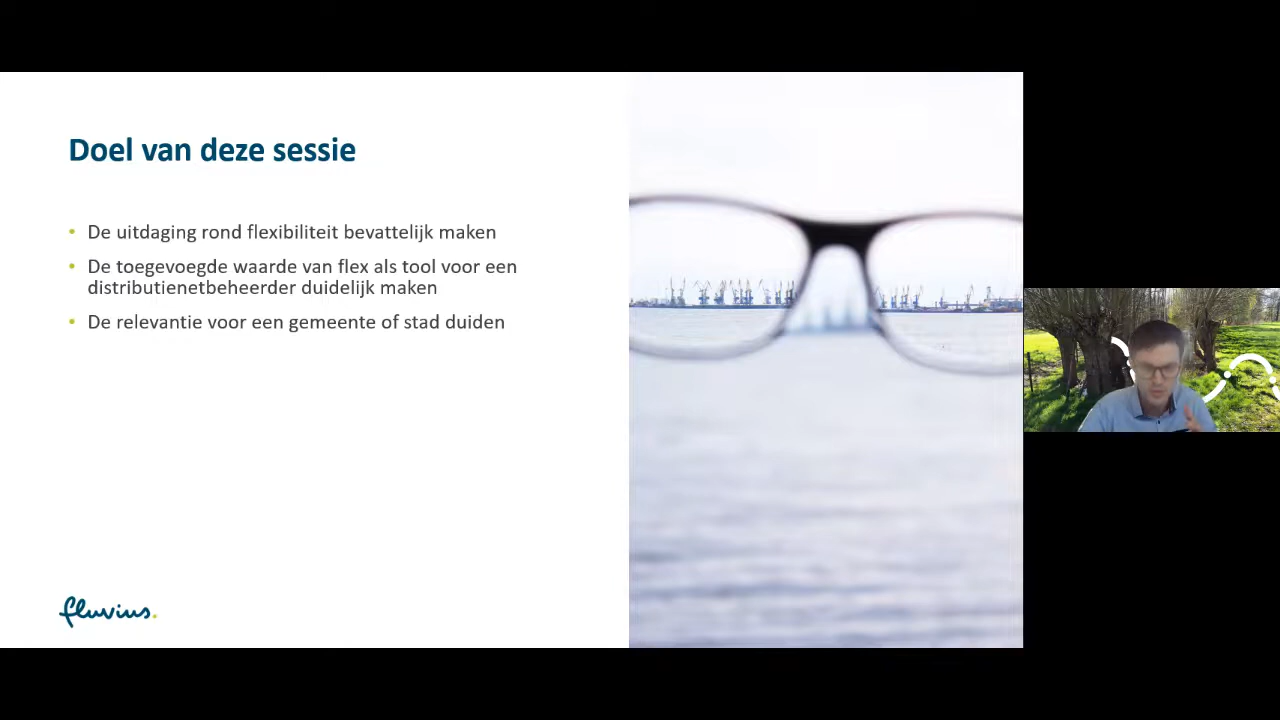 Doel van deze sessie
• De uitdaging rond flexibiliteit bevattelijk maken
• De toegevoegde waarde van flex als tool voor een
distributienetbeheerder duidelijk maken
• De relevantie voor een gemeente of stad duiden
fluvius.